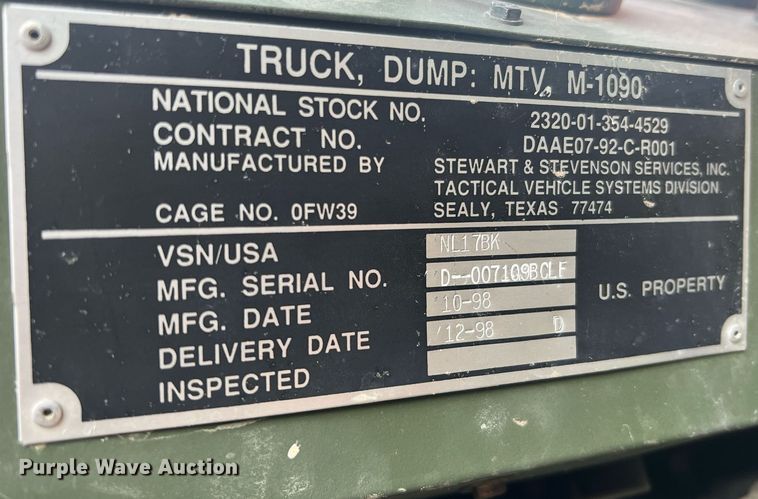 TRUCK, DUMP: MTV, M-1090
NATIONAL STOCK NO. 2320-01-354-4529
CONTRACT NO. DAAE07-92-C-R001
MANUFACTURED BY STEWART & STEVENSON SERVICES, INC.
TACTICAL VEHICLE SYSTEMS DIVISION
CAGE NO. 0FW39 SEALY, TEXAS 77474
VSN/USA NL17BK
MFG. SERIAL NO. D--007109BCLF U.S. PROPERTY
MFG. DATE 10-98
DELIVERY DATE 12-98 D
INSPECTED
Purple Wave Auction